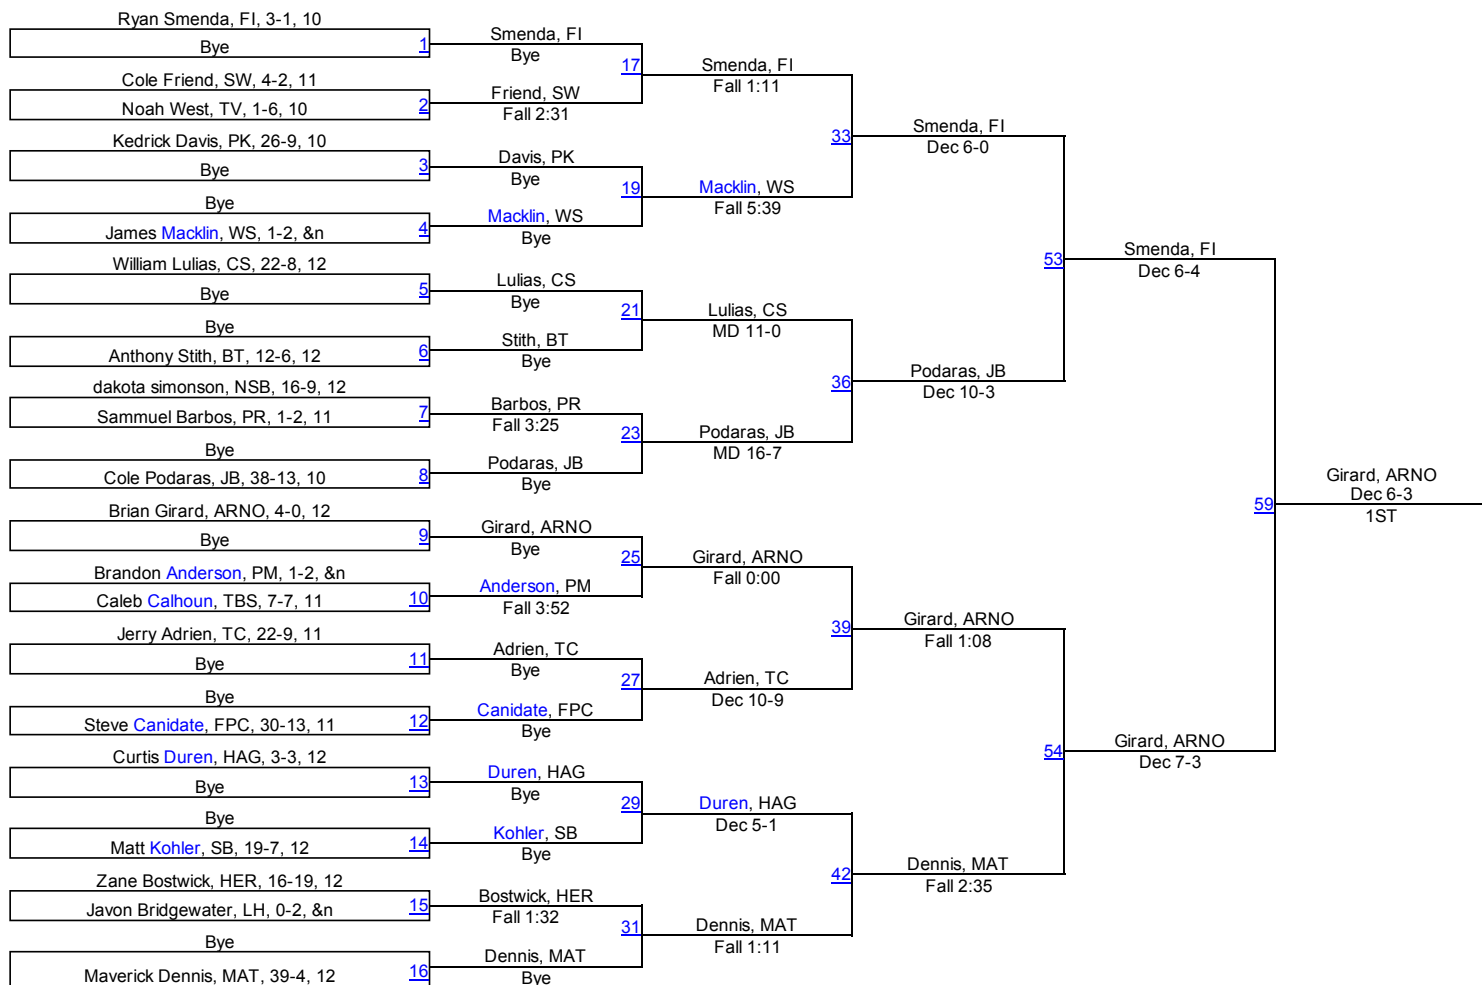 Ryan Smenda, FI, 3-1, 10
Bye
1
Cole Friend, SW, 4-2, 11
Noah West, TV, 1-6, 10
2
Kedrick Davis, PK, 26-9, 10
Bye
3
Bye
James Macklin, WS, 1-2, &n
4
William Lulias, CS, 22-8, 12
Bye
5
Bye
Anthony Stith, BT, 12-6, 12
6
dakota simonson, NSB, 16-9, 12
Sammuel Barbos, PR, 1-2, 11
7
Bye
Cole Podaras, JB, 38-13, 10
8
Brian Girard, ARNO, 4-0, 12
Bye
9
Brandon Anderson, PM, 1-2, &n
Caleb Calhoun, TBS, 7-7, 11
10
Jerry Adrien, TC, 22-9, 11
Bye
11
Bye
Steve Canidate, FPC, 30-13, 11
12
Curtis Duren, HAG, 3-3, 12
Bye
13
Bye
Matt Kohler, SB, 19-7, 12
14
Zane Bostwick, HER, 16-19, 12
Javon Bridgewater, LH, 0-2, &n
15
Bye
Maverick Dennis, MAT, 39-4, 12
16
Smenda, FI
Bye
17
Friend, SW
Fall 2:31
Davis, PK
Bye
19
Macklin, WS
Bye
Lulias, CS
Bye
21
Stith, BT
Bye
Barbos, PR
Fall 3:25
23
Podaras, JB
Bye
Girard, ARNO
Bye
25
Anderson, PM
Fall 3:52
Adrien, TC
Bye
27
Canidate, FPC
Bye
Duren, HAG
Bye
29
Kohler, SB
Bye
Bostwick, HER
Fall 1:32
31
Dennis, MAT
Bye
Smenda, FI
Fall 1:11
33
Macklin, WS
Fall 5:39
Lulias, CS
MD 11-0
36
Podaras, JB
MD 16-7
Girard, ARNO
Fall 0:00
39
Adrien, TC
Dec 10-9
Duren, HAG
Dec 5-1
42
Dennis, MAT
Fall 1:11
Smenda, FI
Dec 6-0
53
Podaras, JB
Dec 10-3
Girard, ARNO
Fall 1:08
54
Dennis, MAT
Fall 2:35
Smenda, FI
Dec 6-4
59
Girard, ARNO
Dec 7-3
Girard, ARNO
Dec 6-3
1ST